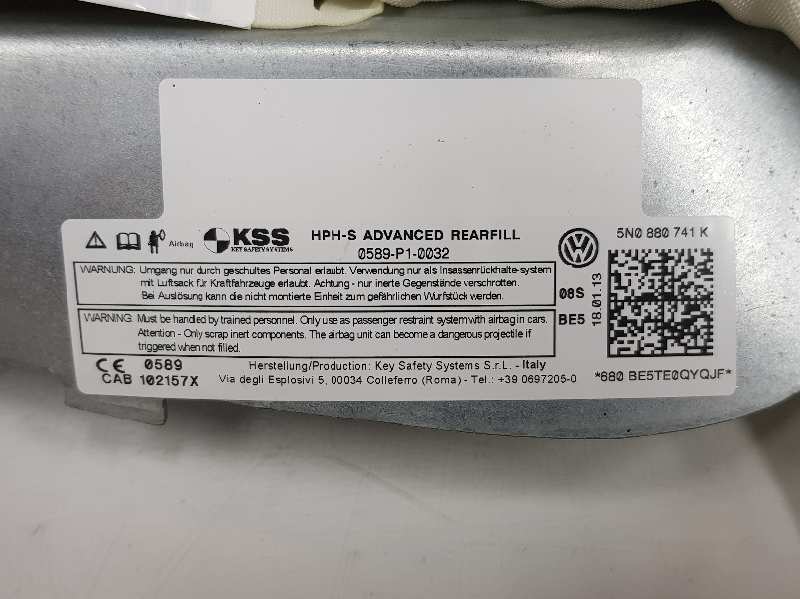 Airbag KSS HPH-S ADVANCED REARFILL
KEY SAFETY SYSTEMS
0589-P1-0032
WARNUNG: Umgang nur durch geschultes Personal erlaubt. Verwendung nur als Insassenrückhalte-system
mit Luftsack für Kraftfahrzeuge erlaubt. Achtung - nur inerte Gegenstände verschrotten.
Bei Auslösung kann die nicht montierte Einheit zum gefährlichen Wurfstück werden.
WARNING: Must be handled by trained personnel. Only use as passenger restraint system with airbag in cars.
Attention - Only scrap inert components. The airbag unit can become a dangerous projectile if
triggered when not filled.
CE 0589
CAB 102157X
Herstellung/Production: Key Safety Systems S.r.L. - Italy
Via degli Esplosivi 5, 00034 Colleferro (Roma) - Tel.: +39 0697205-0
08S
BE5
18.01.13
5N0 880 741 K
*680 BE5TE0QYQJF*